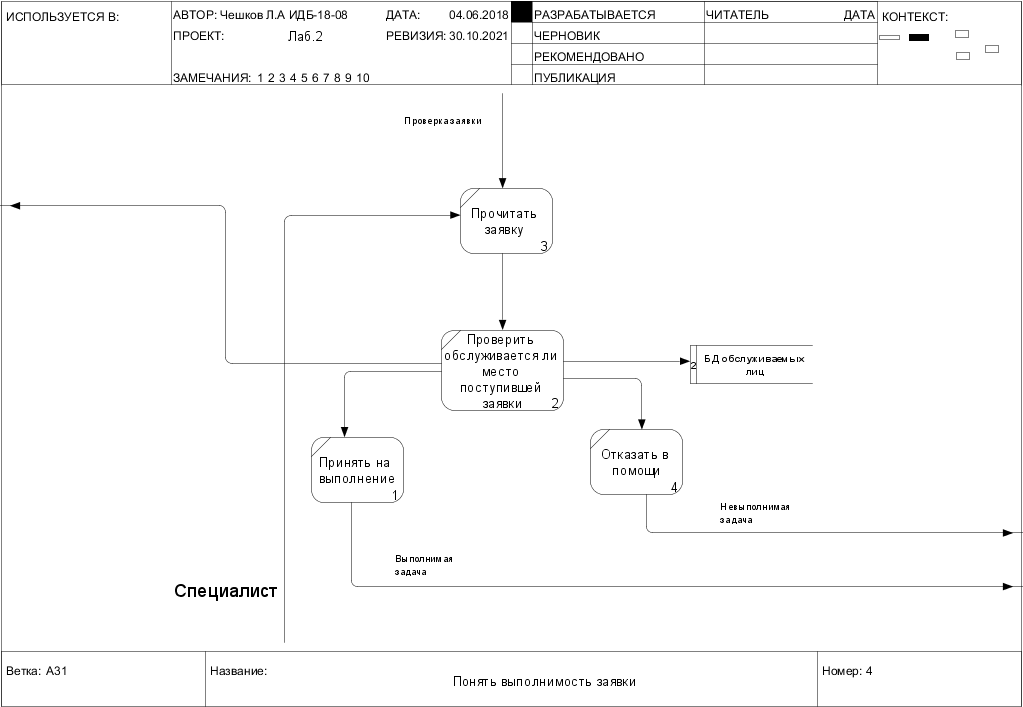 ИСПОЛЬЗУЕТСЯ В:
АВТОР: Чешков Л.А ИДБ-18-08
ДАТА: 04.06.2018
РАЗРАБАТЫВАЕТСЯ
ЧИТАТЕЛЬ
ДАТА
КОНТЕКСТ:
ПРОЕКТ: Лаб.2
РЕВИЗИЯ: 30.10.2021
ЧЕРНОВИК
РЕКОМЕНДОВАНО
ЗАМЕЧАНИЯ: 1 2 3 4 5 6 7 8 9 10
ПУБЛИКАЦИЯ
Проверка заявки
Прочитать
заявку
3
Проверить
обслуживается ли
место
поступившей
заявки
2
2
БД обслуживаемых
лиц
Принять на
выполнение
1
Отказать в
помощи
4
Невыполнимая
задача
Выполнимая
задача
Специалист
Ветка: A31
Название:
Понять выполнимость заявки
Номер: 4